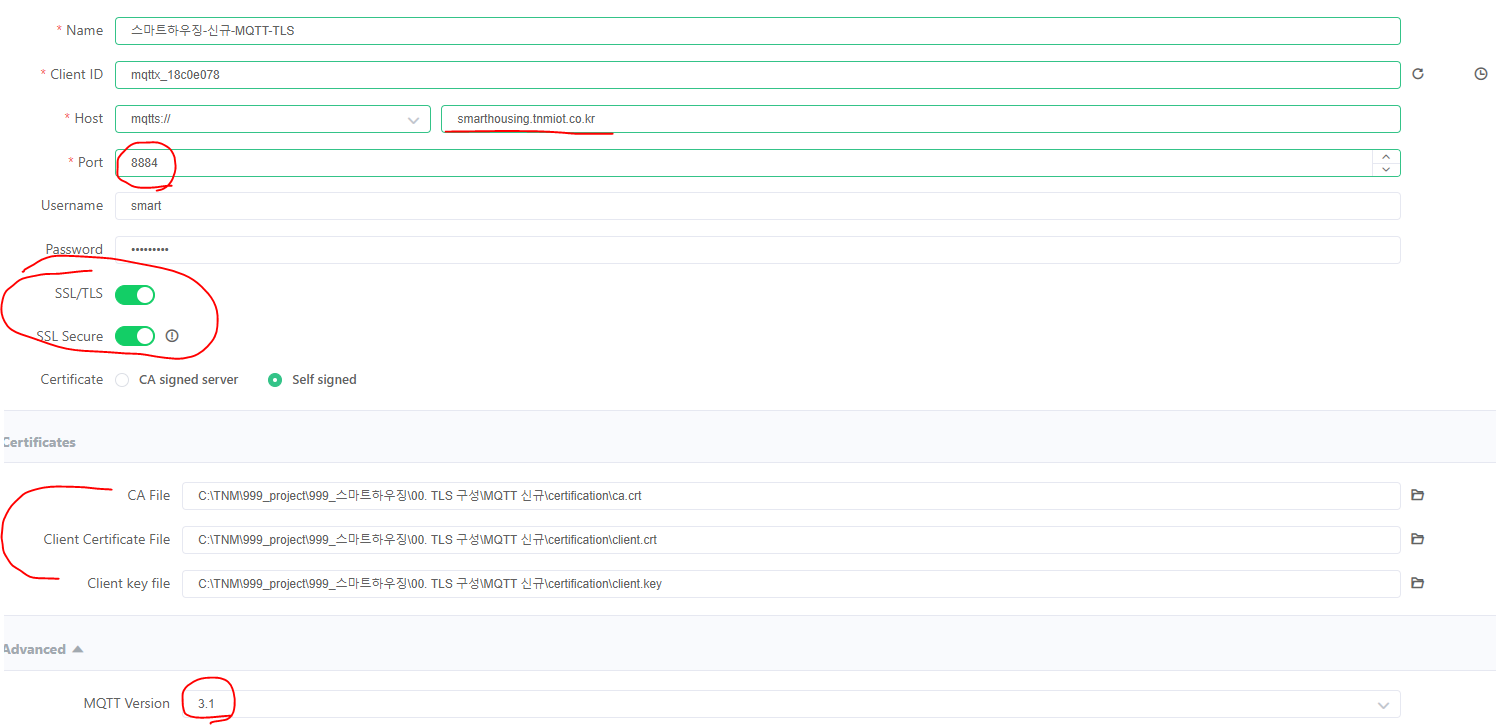 * Name 스마트하우징-신규-MQTT-TLS
* Client ID mqttx_18c0e078
* Host mqtts:// smarthousing.tnmiot.co.kr
* Port 8884
Username smart
Password •••••••••
SSL/TLS
SSL Secure
Certificate CA signed server Self signed
Certificates
CA File C:\TNM\999_project\999_스마트하우징\00. TLS 구성\MQTT 신규\certification\ca.crt
Client Certificate File C:\TNM\999_project\999_스마트하우징\00. TLS 구성\MQTT 신규\certification\client.crt
Client key file C:\TNM\999_project\999_스마트하우징\00. TLS 구성\MQTT 신규\certification\client.key
Advanced
MQTT Version 3.1